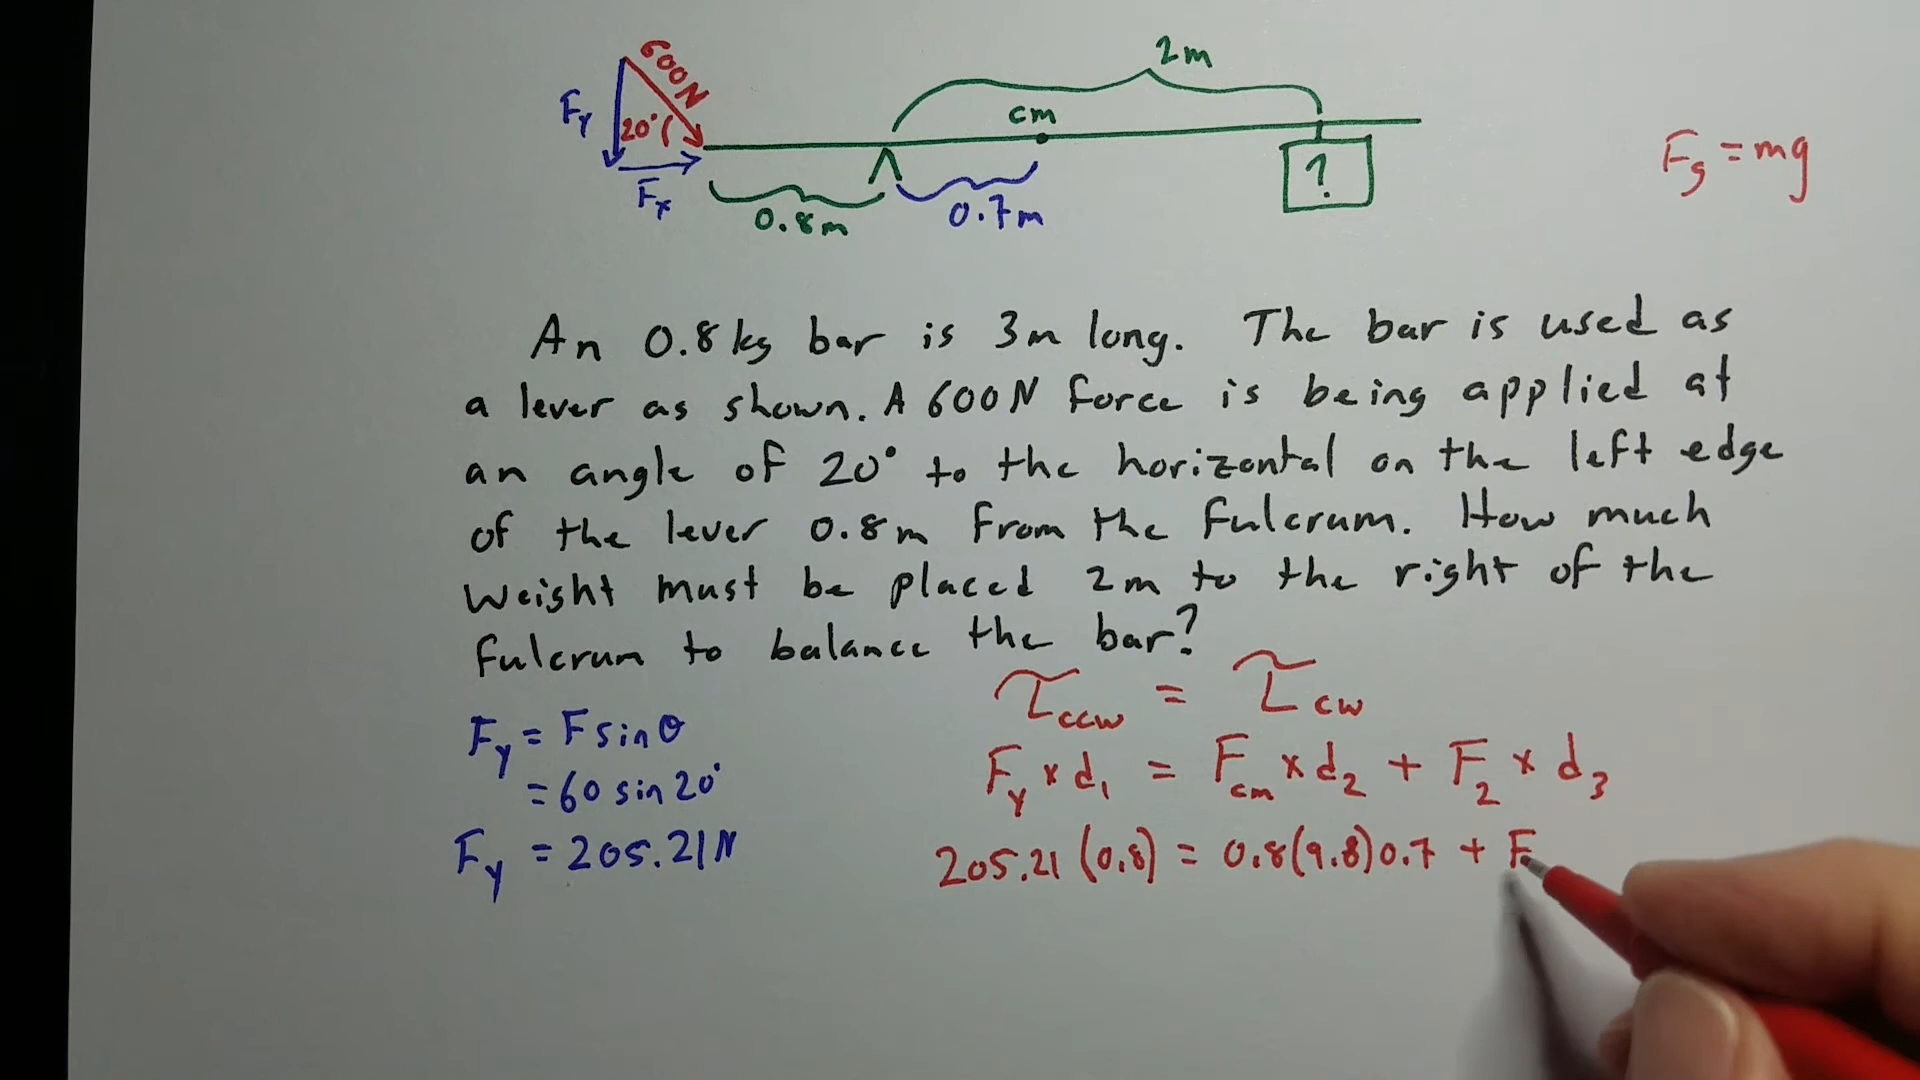 2m
600N
Fy
20°
cm
Fx
0.8m
0.7m
?
Fg = mg
An 0.8kg bar is 3m long. The bar is used as
a lever as shown. A 600N force is being applied at
an angle of 20° to the horizontal on the left edge
of the lever 0.8m from the fulcrum. How much
weight must be placed 2m to the right of the
fulcrum to balance the bar?
Fy = F sin θ
= 60 sin 20°
Fy = 205.21N
τccw = τcw
Fy × d1 = Fcm × d2 + F2 × d3
205.21 (0.8) = 0.8(9.8)0.7 + F